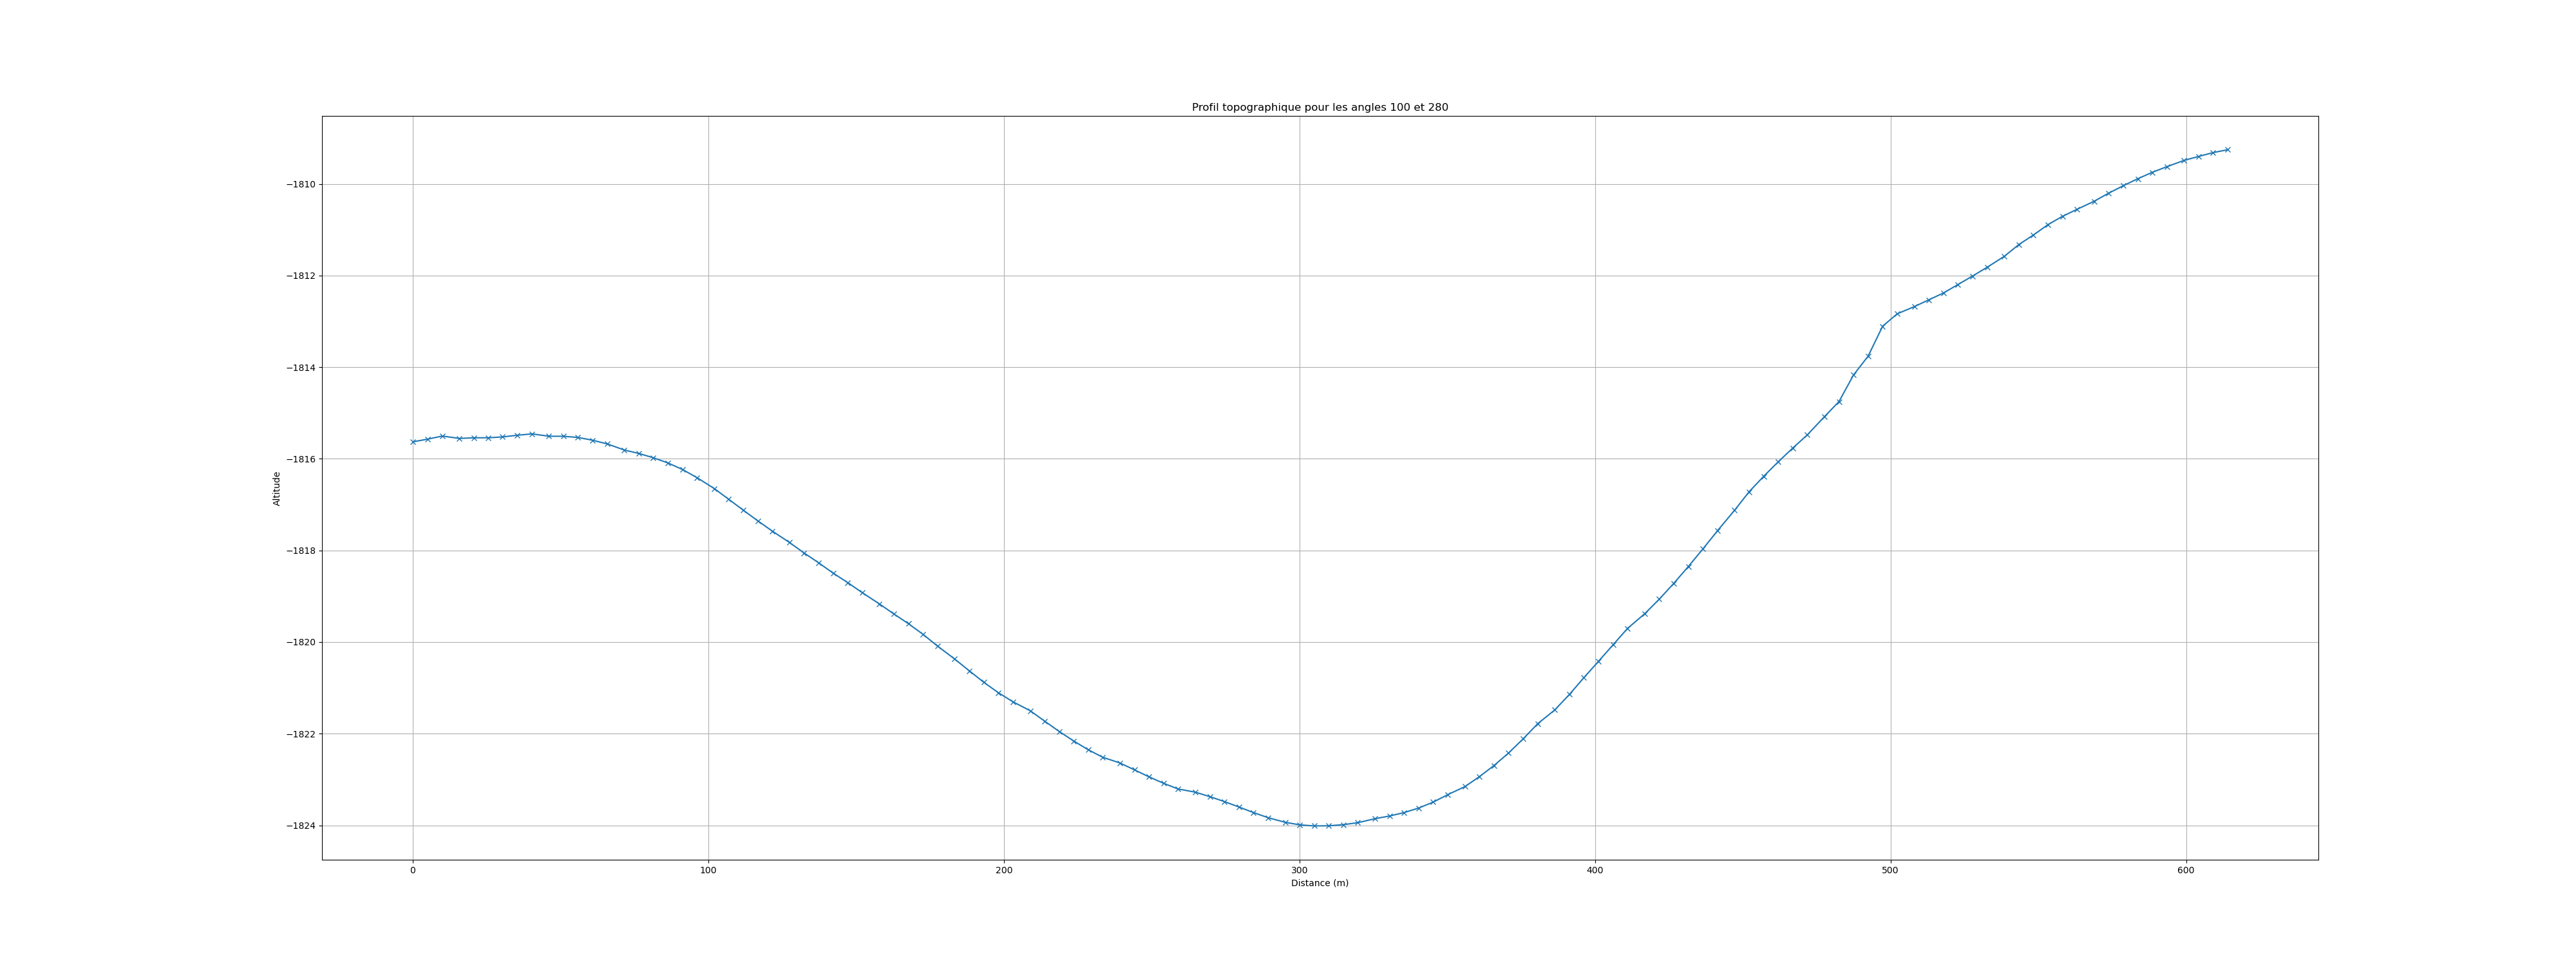 Profil topographique pour les angles 100 et 280
−1810
−1812
−1814
−1816
−1818
−1820
−1822
−1824
Altitude
0 100 200 300 400 500 600
Distance (m)